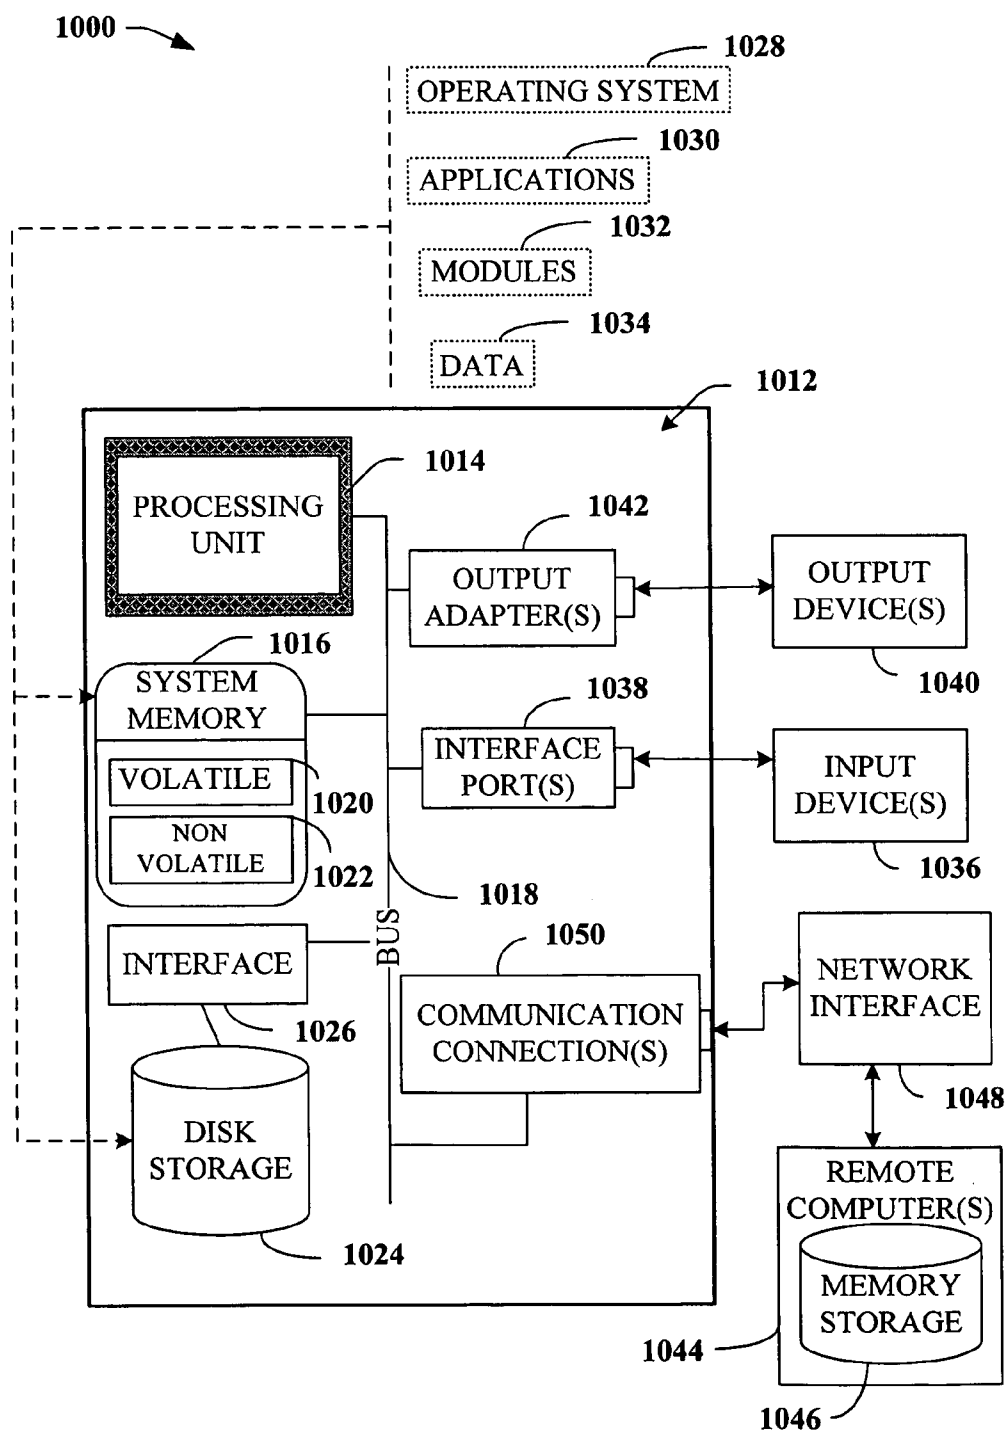 1000
1028
OPERATING SYSTEM
1030
APPLICATIONS
1032
MODULES
1034
DATA
1012
1014
PROCESSING
UNIT
1042
OUTPUT
ADAPTER(S)
OUTPUT
DEVICE(S)
1040
1016
SYSTEM
MEMORY
1038
INTERFACE
PORT(S)
INPUT
DEVICE(S)
1036
VOLATILE
1020
NON
VOLATILE
1022
1018
BUS
1050
INTERFACE
1026
COMMUNICATION
CONNECTION(S)
NETWORK
INTERFACE
1048
DISK
STORAGE
1024
REMOTE
COMPUTER(S)
MEMORY
STORAGE
1044
1046